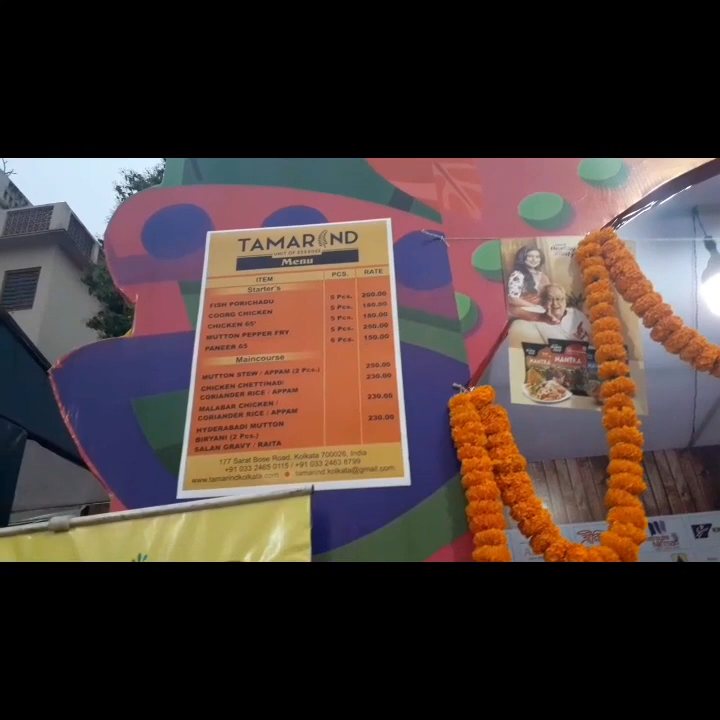 TAMARIND
Menu
ITEM PCS. RATE
Starter's
FISH PORICHADU 5 Pcs. 200.00
COORG CHICKEN 5 Pcs. 180.00
CHICKEN 65' 5 Pcs. 180.00
MUTTON PEPPER FRY 5 Pcs. 250.00
PANEER 65 6 Pcs. 150.00
Maincourse
MUTTON STEW / APPAM (2 Pcs.) 250.00
CHICKEN CHETTINADI 230.00
CORIANDER RICE / APPAM
MALABAR CHICKEN / 230.00
CORIANDER RICE / APPAM
HYDERABADI MUTTON 230.00
BIRYANI (2 Pcs.)
SALAN GRAVY / RAITA
177 Sarat Bose Road, Kolkata 700026, India
+91 033 2465 0115 / +91 033 2463 8799
www.tamarindkolkata.com tamarind.kolkata@gmail.com
MANTRA MANTRA